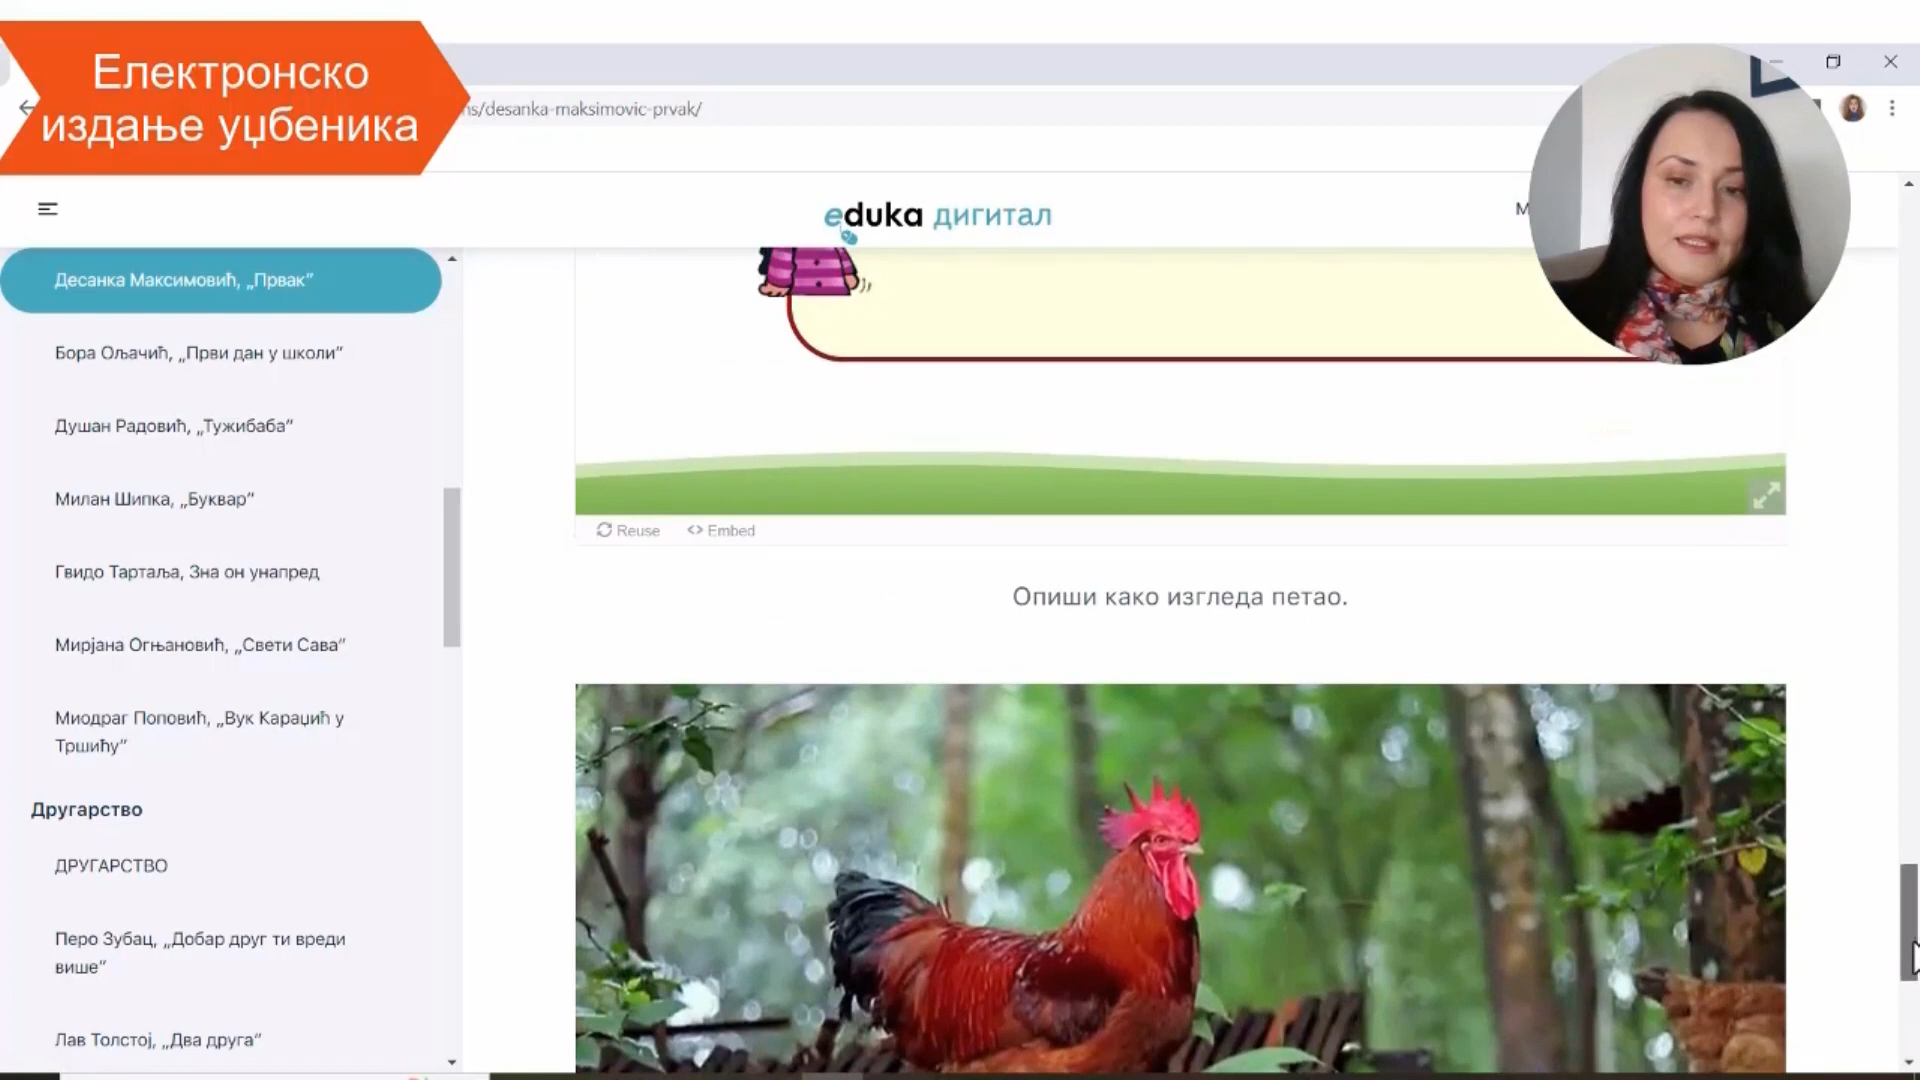 Електронско
издање уџбеника
ns/desanka-maksimovic-prvak/
eduka дигитал
М
Десанка Максимовић, „Првак”
Бора Ољачић, „Први дан у школи”
Душан Радовић, „Тужибаба”
Милан Шипка, „Буквар”
Гвидо Тартаља, Зна он унапред
Мирјана Огњановић, „Свети Сава”
Миодраг Поповић, „Вук Караџић у
Тршићу”
Другарство
ДРУГАРСТВО
Перо Зубац, „Добар друг ти вреди
више”
Лав Толстој, „Два друга”
Reuse
Embed
Опиши како изгледа петао.